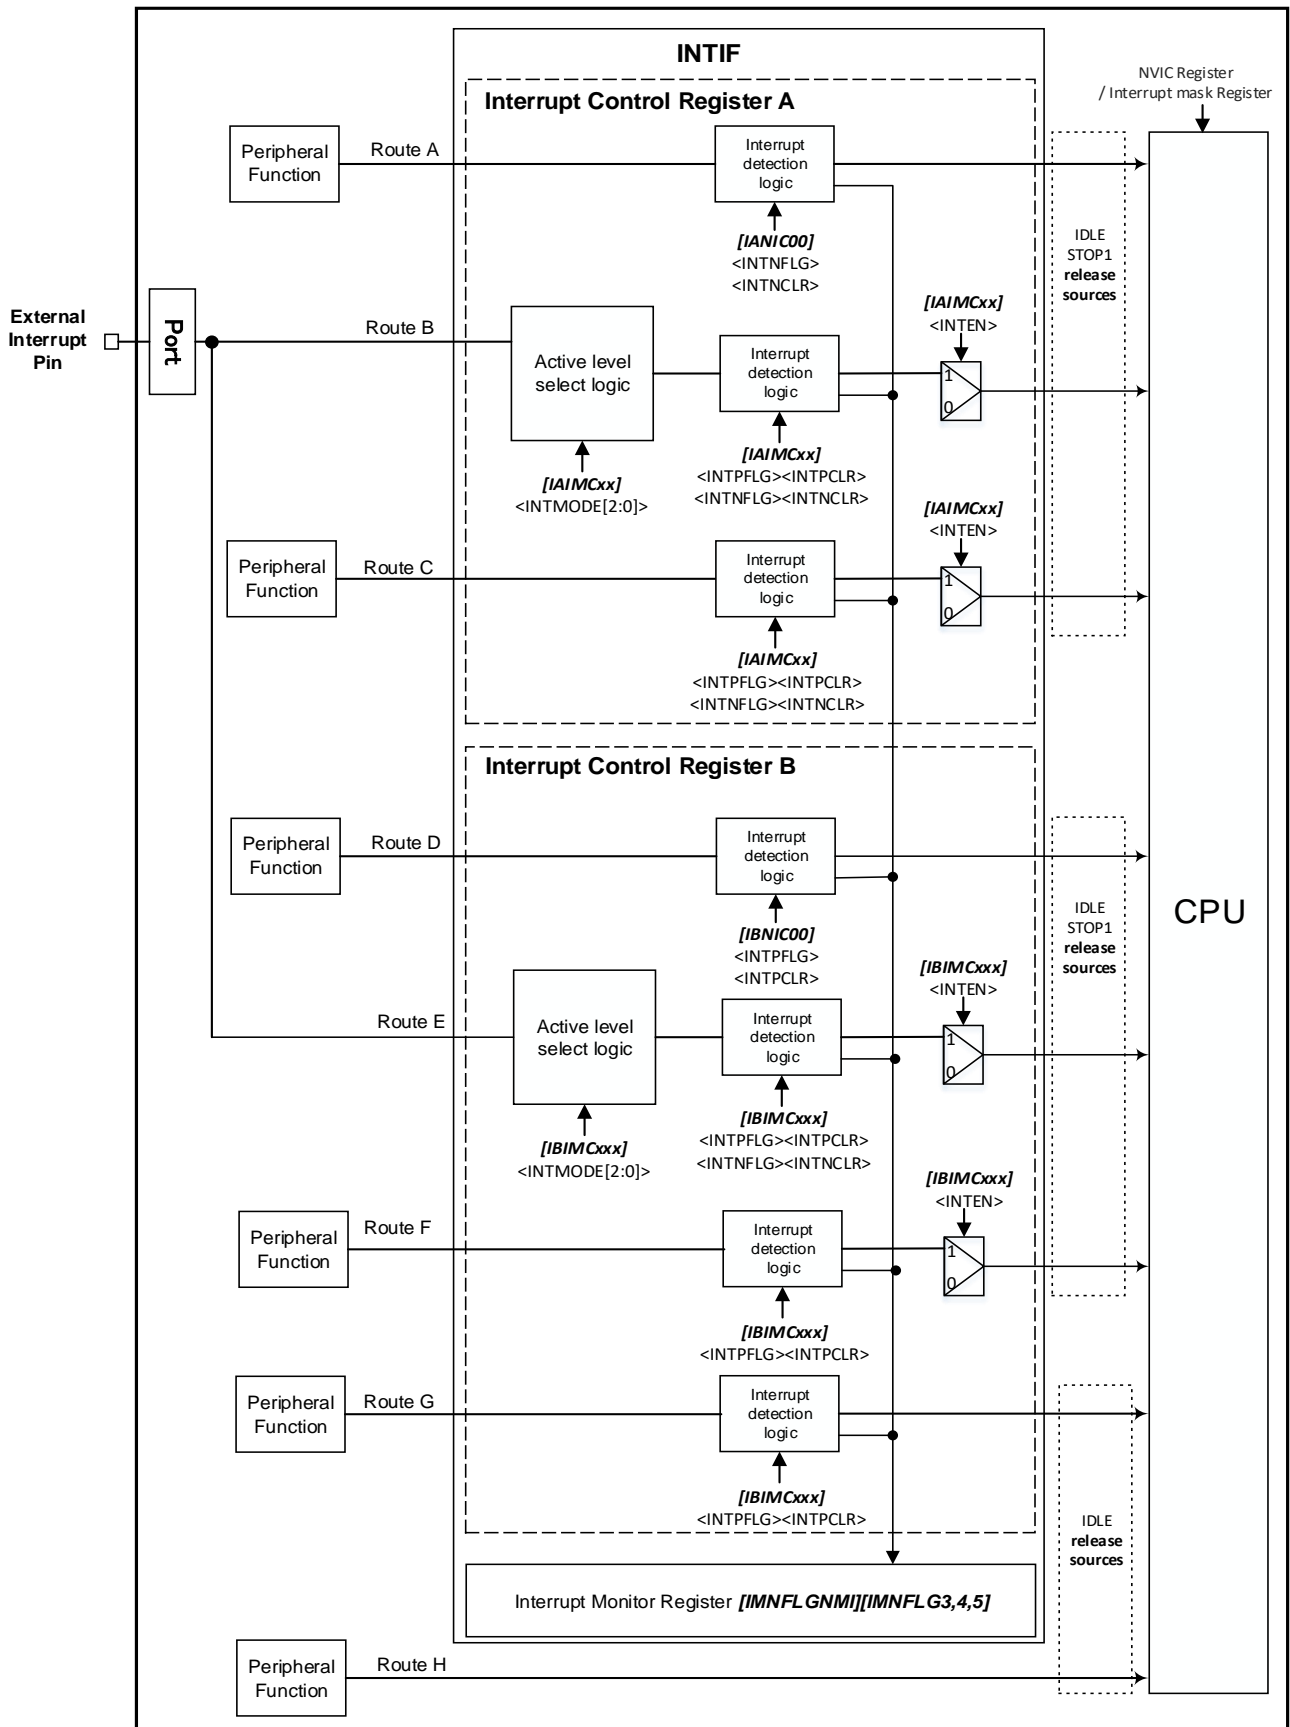 INTIF
NVIC Register
/ Interrupt mask Register
Interrupt Control Register A
Peripheral
Function
Route A
Interrupt
detection
logic
[IANIC00]
<INTNFLG>
<INTNCLR>
IDLE
STOP1
release
sources
External
Interrupt
Pin
Port
Route B
Active level
select logic
[IAIMCxx]
<INTMODE[2:0]>
Interrupt
detection
logic
[IAIMCxx]
<INTPFLG><INTPCLR>
<INTNFLG><INTNCLR>
[IAIMCxx]
<INTEN>
1
0
Peripheral
Function
Route C
Interrupt
detection
logic
[IAIMCxx]
<INTPFLG><INTPCLR>
<INTNFLG><INTNCLR>
[IAIMCxx]
<INTEN>
1
0
Interrupt Control Register B
Peripheral
Function
Route D
Interrupt
detection
logic
[IBNIC00]
<INTPFLG>
<INTPCLR>
IDLE
STOP1
release
sources
CPU
Route E
Active level
select logic
[IBIMCxxx]
<INTMODE[2:0]>
Interrupt
detection
logic
[IBIMCxxx]
<INTPFLG><INTPCLR>
<INTNFLG><INTNCLR>
[IBIMCxxx]
<INTEN>
1
0
Peripheral
Function
Route F
Interrupt
detection
logic
[IBIMCxxx]
<INTPFLG><INTPCLR>
[IBIMCxxx]
<INTEN>
1
0
Peripheral
Function
Route G
Interrupt
detection
logic
[IBIMCxxx]
<INTPFLG><INTPCLR>
IDLE
release
sources
Interrupt Monitor Register [IMNFLGNMI][IMNFLG3,4,5]
Peripheral
Function
Route H